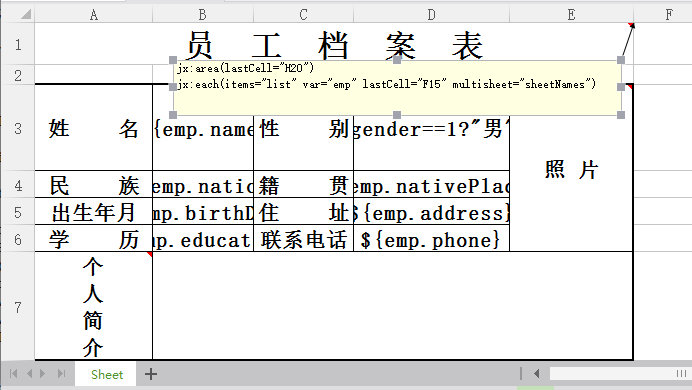 A B C D E F
1 员 工 档 案 表
jx:area(lastCell="H20")
2 jx:each(items="list" var="emp" lastCell="F15" multisheet="sheetNames")
3 姓 名 {emp.name 性 别 gender==1?"男" 照 片
4 民 族 emp.natic 籍 贯 emp.nativePlac
5 出生年月 emp.birthD 住 址 ${emp.address}
6 学 历 mp.educat 联系电话 ${emp.phone}
7 个
人
简
介
Sheet